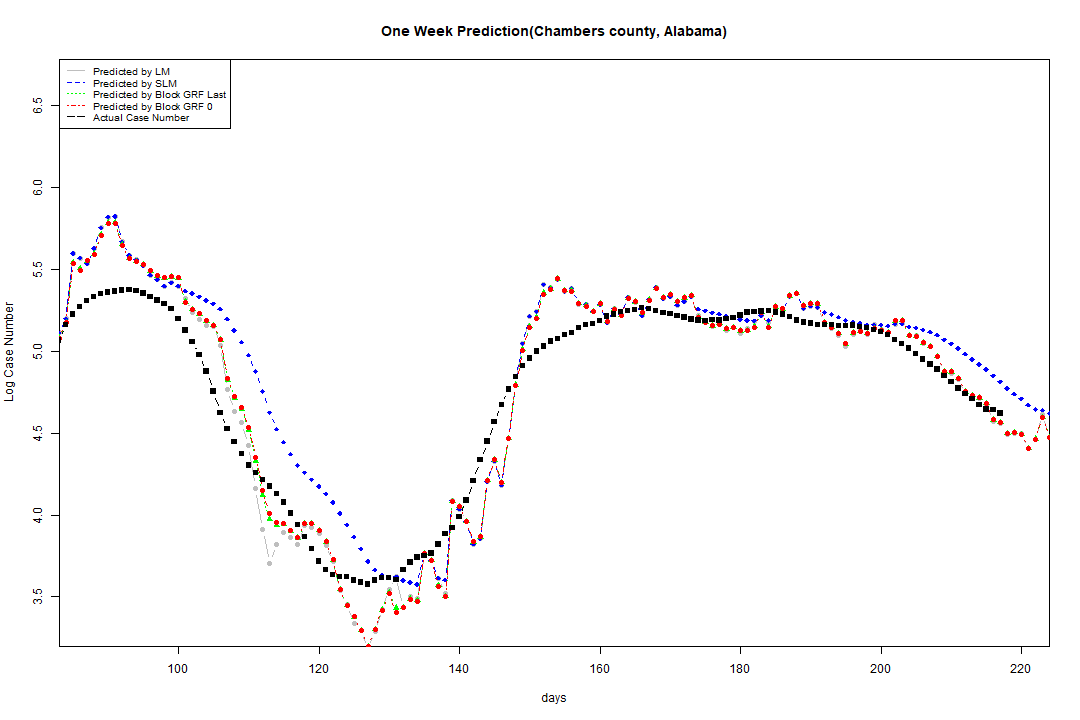 One Week Prediction(Chambers county, Alabama)
Predicted by LM
Predicted by SLM
Predicted by Block GRF Last
Predicted by Block GRF 0
Actual Case Number
Log Case Number
6.5
6.0
5.5
5.0
4.5
4.0
3.5
100 120 140 160 180 200 220
days